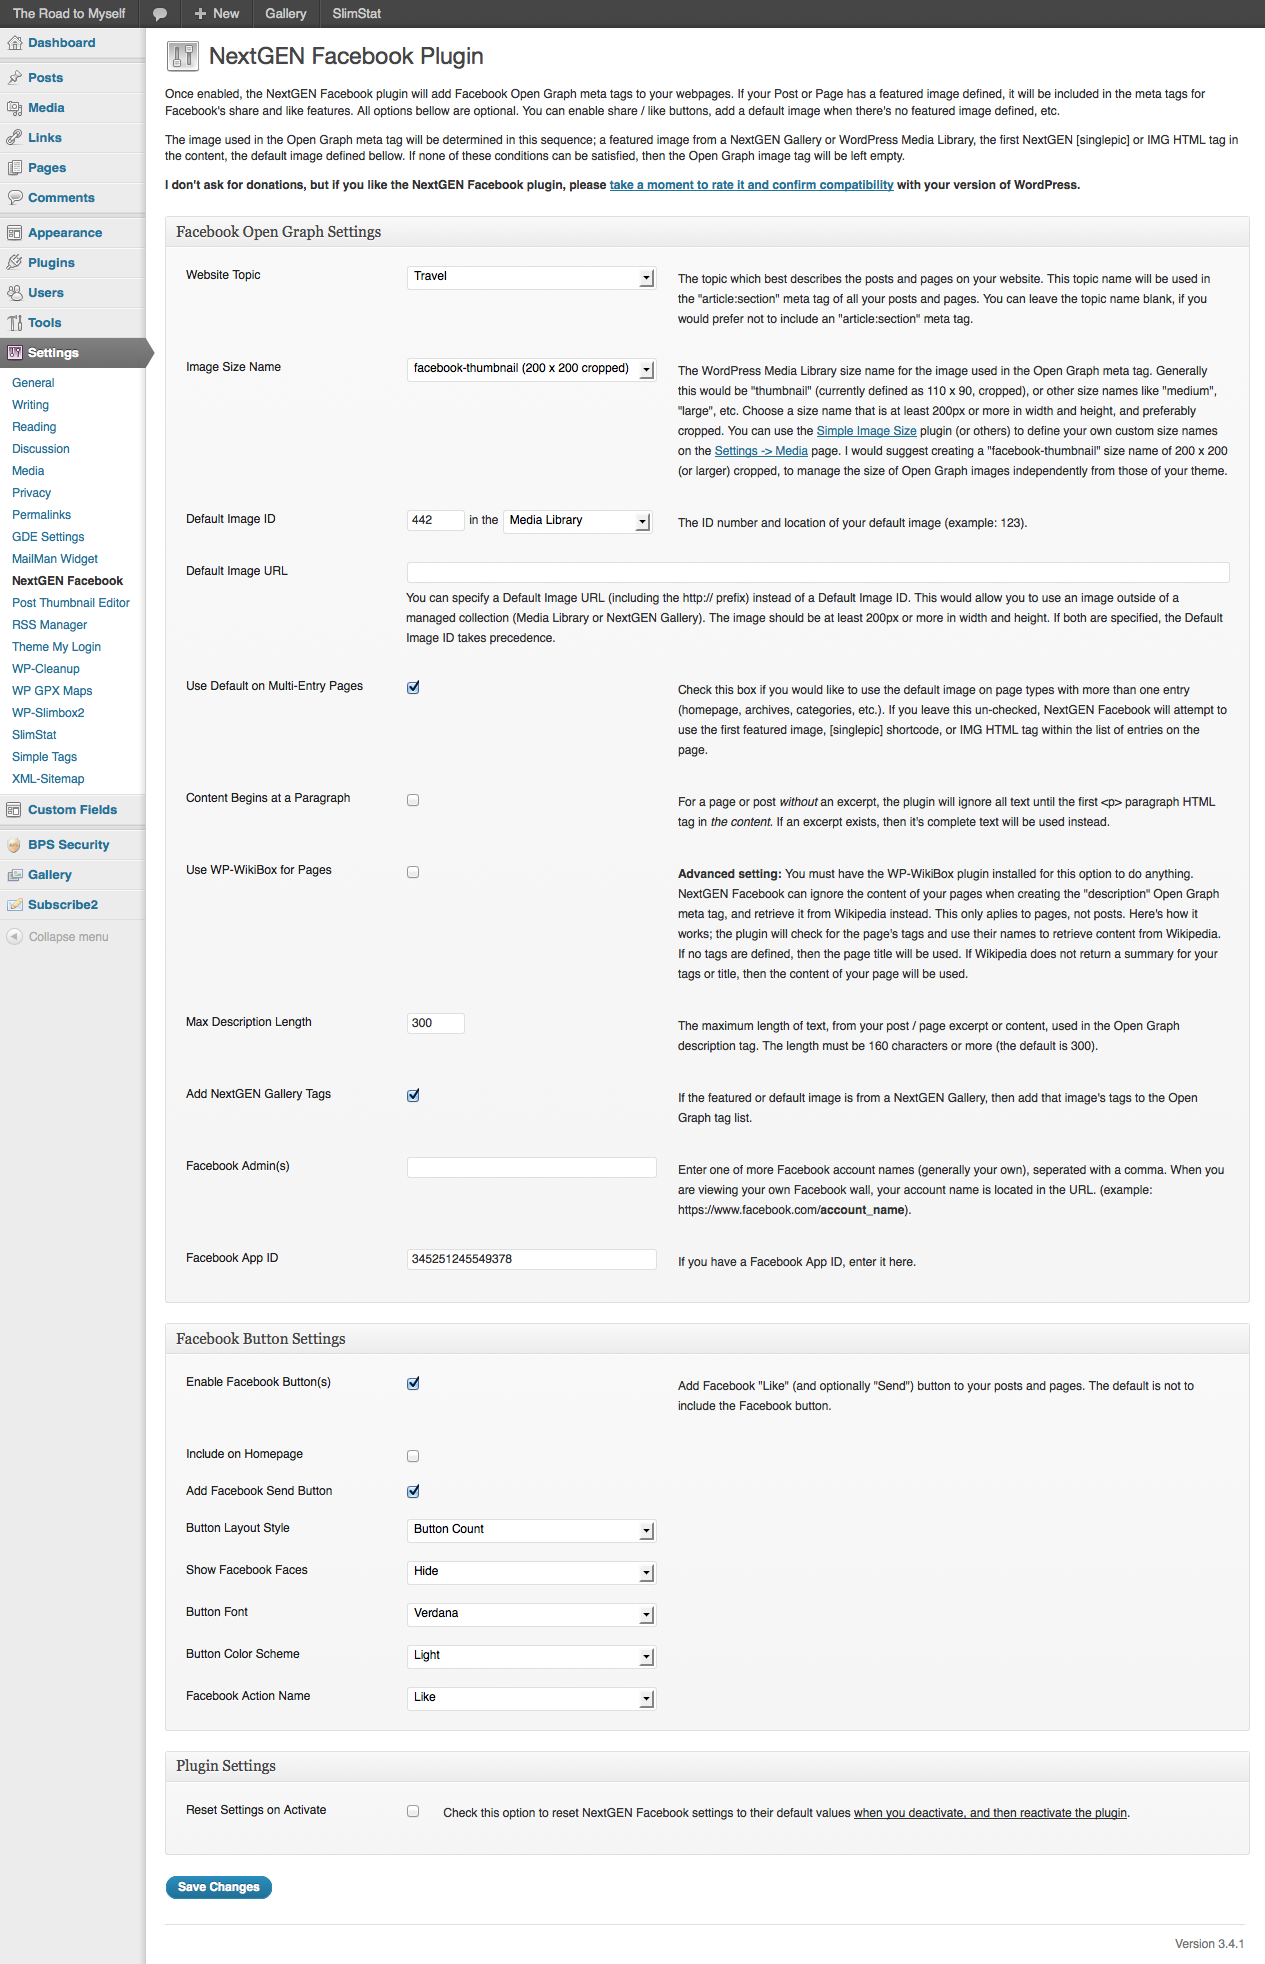 The Road to Myself
New
Gallery
SlimStat
Dashboard
Posts
Media
Links
Pages
Comments
Appearance
Plugins
Users
Tools
Settings
General
Writing
Reading
Discussion
Media
Privacy
Permalinks
GDE Settings
MailMan Widget
NextGEN Facebook
Post Thumbnail Editor
RSS Manager
Theme My Login
WP-Cleanup
WP GPX Maps
WP-Slimbox2
SlimStat
Simple Tags
XML-Sitemap
Custom Fields
BPS Security
Gallery
Subscribe2
Collapse menu
NextGEN Facebook Plugin
Once enabled, the NextGEN Facebook plugin will add Facebook Open Graph meta tags to your webpages. If your Post or Page has a featured image defined, it will be included in the meta tags for
Facebook's share and like features. All options bellow are optional. You can enable share / like buttons, add a default image when there's no featured image defined, etc.
The image used in the Open Graph meta tag will be determined in this sequence; a featured image from a NextGEN Gallery or WordPress Media Library, the first NextGEN [singlepic] or IMG HTML tag in
the content, the default image defined bellow. If none of these conditions can be satisfied, then the Open Graph image tag will be left empty.
I don't ask for donations, but if you like the NextGEN Facebook plugin, please take a moment to rate it and confirm compatibility with your version of WordPress.
Facebook Open Graph Settings
Website Topic
Travel
The topic which best describes the posts and pages on your website. This topic name will be used in
the "article:section" meta tag of all your posts and pages. You can leave the topic name blank, if you
would prefer not to include an "article:section" meta tag.
Image Size Name
facebook-thumbnail (200 x 200 cropped)
The WordPress Media Library size name for the image used in the Open Graph meta tag. Generally
this would be "thumbnail" (currently defined as 110 x 90, cropped), or other size names like "medium",
"large", etc. Choose a size name that is at least 200px or more in width and height, and preferably
cropped. You can use the Simple Image Size plugin (or others) to define your own custom size names
on the Settings -> Media page. I would suggest creating a "facebook-thumbnail" size name of 200 x 200
(or larger) cropped, to manage the size of Open Graph images independently from those of your theme.
Default Image ID
442 in the Media Library
The ID number and location of your default image (example: 123).
Default Image URL
You can specify a Default Image URL (including the http:// prefix) instead of a Default Image ID. This would allow you to use an image outside of a
managed collection (Media Library or NextGEN Gallery). The image should be at least 200px or more in width and height. If both are specified, the Default
Image ID takes precedence.
Use Default on Multi-Entry Pages
Check this box if you would like to use the default image on page types with more than one entry
(homepage, archives, categories, etc.). If you leave this un-checked, NextGEN Facebook will attempt to
use the first featured image, [singlepic] shortcode, or IMG HTML tag within the list of entries on the
page.
Content Begins at a Paragraph
For a page or post without an excerpt, the plugin will ignore all text until the first <p> paragraph HTML
tag in the content. If an excerpt exists, then it's complete text will be used instead.
Use WP-WikiBox for Pages
Advanced setting: You must have the WP-WikiBox plugin installed for this option to do anything.
NextGEN Facebook can ignore the content of your pages when creating the "description" Open Graph
meta tag, and retrieve it from Wikipedia instead. This only aplies to pages, not posts. Here's how it
works; the plugin will check for the page's tags and use their names to retrieve content from Wikipedia.
If no tags are defined, then the page title will be used. If Wikipedia does not return a summary for your
tags or title, then the content of your page will be used.
Max Description Length
300
The maximum length of text, from your post / page excerpt or content, used in the Open Graph
description tag. The length must be 160 characters or more (the default is 300).
Add NextGEN Gallery Tags
If the featured or default image is from a NextGEN Gallery, then add that image's tags to the Open
Graph tag list.
Facebook Admin(s)
Enter one of more Facebook account names (generally your own), seperated with a comma. When you
are viewing your own Facebook wall, your account name is located in the URL. (example:
https://www.facebook.com/account_name).
Facebook App ID
345251245549378
If you have a Facebook App ID, enter it here.
Facebook Button Settings
Enable Facebook Button(s)
Add Facebook "Like" (and optionally "Send") button to your posts and pages. The default is not to
include the Facebook button.
Include on Homepage
Add Facebook Send Button
Button Layout Style
Button Count
Show Facebook Faces
Hide
Button Font
Verdana
Button Color Scheme
Light
Facebook Action Name
Like
Plugin Settings
Reset Settings on Activate
Check this option to reset NextGEN Facebook settings to their default values when you deactivate, and then reactivate the plugin.
Save Changes
Version 3.4.1